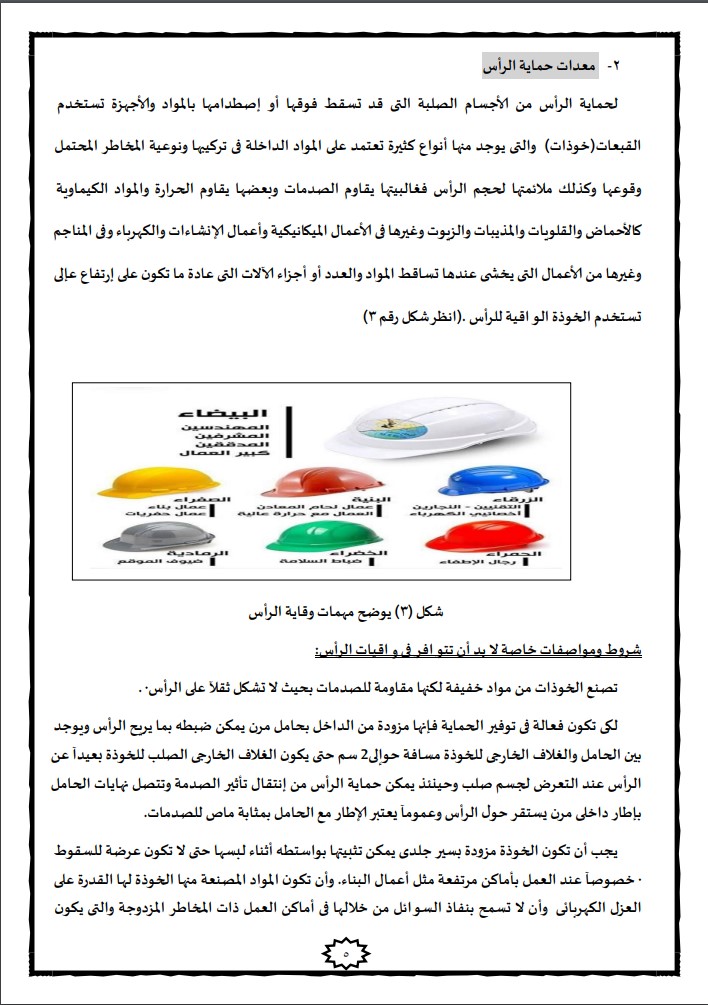 ٢- معدات حماية الرأس
لحماية الرأس من الأجسام الصلبة التى قد تسقط فوقها أو إصطدامها بالمواد والأجهزة تستخدم
القبعات(خوذات) والتى يوجد منها أنواع كثيرة تعتمد على المواد الداخلة فى تركيبها ونوعية المخاطر المحتمل
وقوعها وكذلك ملائمتها لحجم الرأس فغالبيتها يقاوم الصدمات وبعضها يقاوم الحرارة والمواد الكيماوية
كالأحماض والقلويات والمذيبات والزيوت وغيرها فى الأعمال الميكانيكية وأعمال الإنشاءات والكهرباء وفى المناجم
وغيرها من الأعمال التى يخشى عندها تساقط المواد والعدد أو أجزاء الآلات التى عادة ما تكون على إرتفاع عإلى
تستخدم الخوذة الواقية للرأس .(انظر شكل رقم ٣)
البيضاء
المهندسين
المشرفين
المدققين
كبير العمال
الزرقاء
التقنيين - النجارين
اخصائيي الكهرباء
البنية
عمال لحام المعادن
العمال مع حرارة عالية
الصفراء
عمال بناء
عمال حفريات
الحمراء
رجال الإطفاء
الخضراء
ضباط السلامة
الرمادية
ضيوف الموقع
شكل (٣) يوضح مهمات وقاية الرأس
شروط ومواصفات خاصة لا بد أن تتوافر فى واقيات الرأس:
تصنع الخوذات من مواد خفيفة لكنها مقاومة للصدمات بحيث لا تشكل ثقلاً على الرأس· .
لكى تكون فعالة فى توفير الحماية فإنها مزودة من الداخل بحامل مرن يمكن ضبطه بما يريح الرأس ويوجد
بين الحامل والغلاف الخارجى للخوذة مسافة حوإلى2 سم حتى يكون الغلاف الخارجى الصلب للخوذة بعيداً عن
الرأس عند التعرض لجسم صلب وحينئذ يمكن حماية الرأس من إنتقال تأثير الصدمة وتتصل نهايات الحامل
بإطار داخلى مرن يستقر حول الرأس وعموماً يعتبر الإطار مع الحامل بمثابة ماص للصدمات.
يجب أن تكون الخوذة مزودة بسير جلدى يمكن تثبيتها بواسطته أثناء لبسها حتى لا تكون عرضة للسقوط
· خصوصاً عند العمل بأماكن مرتفعة مثل أعمال البناء. وأن تكون المواد المصنعة منها الخوذة لها القدرة على
العزل الكهربائى وأن لا تسمح بنفاذ السوائل من خلالها فى أماكن العمل ذات المخاطر المزدوجة والتى يكون
٥